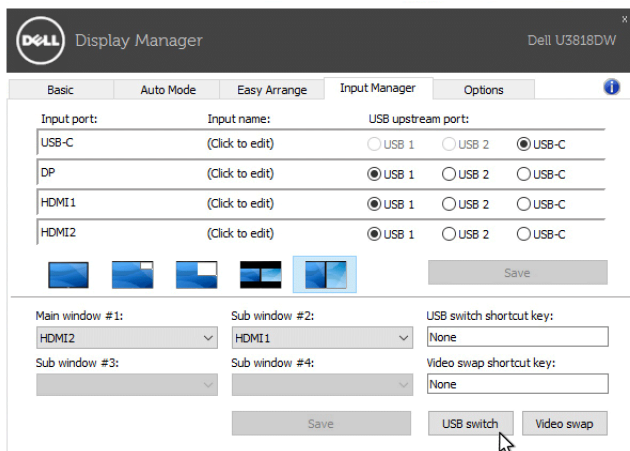 DELL Display Manager Dell U3818DW x
Basic Auto Mode Easy Arrange Input Manager Options i
Input port: Input name: USB upstream port:
USB-C (Click to edit) USB 1 USB 2 USB-C
DP (Click to edit) USB 1 USB 2 USB-C
HDMI1 (Click to edit) USB 1 USB 2 USB-C
HDMI2 (Click to edit) USB 1 USB 2 USB-C
Save
Main window #1: Sub window #2: USB switch shortcut key:
HDMI2 HDMI1 None
Sub window #3: Sub window #4: Video swap shortcut key:
None
Save USB switch Video swap